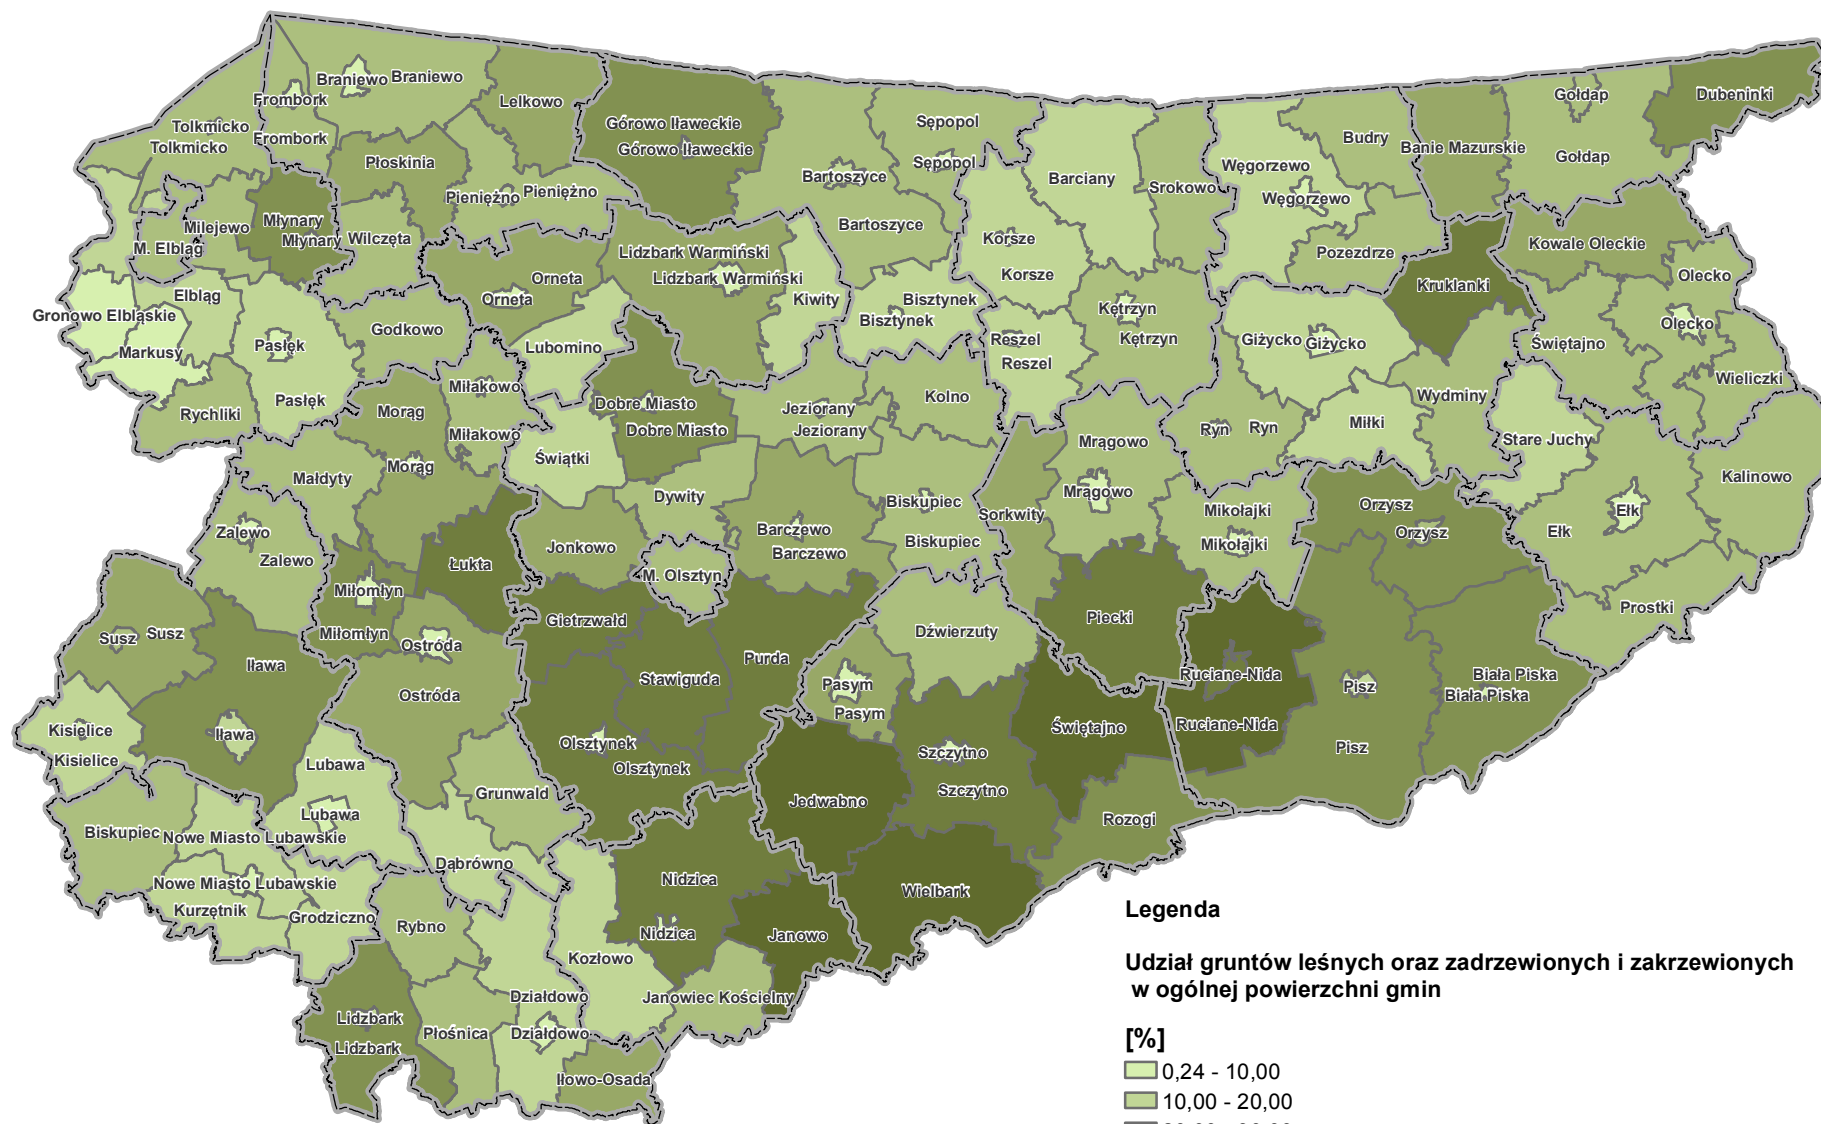 Braniewo
Braniewo
Frombork
Frombork
Lelkowo
Tolkmicko
Tolkmicko
Płoskinia
Pieniężno
Pieniężno
Górowo Iławeckie
Górowo Iławeckie
Sępopol
Sępopol
Bartoszyce
Bartoszyce
Barciany
Srokowo
Węgorzewo
Węgorzewo
Budry
Banie Mazurskie
Gołdap
Gołdap
Dubeninki
Milejewo
Młynary
Młynary
M. Elbląg
Wilczęta
Lidzbark Warmiński
Lidzbark Warmiński
Orneta
Orneta
Kiwity
Korsze
Korsze
Pozezdrze
Kruklanki
Kowale Oleckie
Olecko
Olecko
Elbląg
Gronowo Elbląskie
Markusy
Pasłęk
Pasłęk
Godkowo
Lubomino
Bisztynek
Bisztynek
Kętrzyn
Kętrzyn
Reszel
Reszel
Giżycko
Giżycko
Świętajno
Wieliczki
Rychliki
Morąg
Morąg
Miłakowo
Miłakowo
Dobre Miasto
Dobre Miasto
Jeziorany
Jeziorany
Kolno
Mrągowo
Mrągowo
Ryn
Ryn
Miłki
Wydminy
Stare Juchy
Kalinowo
Małdyty
Świątki
Dywity
Biskupiec
Biskupiec
Sorkwity
Mikołajki
Mikołajki
Orzysz
Orzysz
Ełk
Ełk
Zalewo
Zalewo
Łukta
Jonkowo
Barczewo
Barczewo
M. Olsztyn
Miłomłyn
Miłomłyn
Gietrzwałd
Dźwierzuty
Piecki
Prostki
Susz
Susz
Iława
Iława
Ostróda
Ostróda
Stawiguda
Purda
Pasym
Pasym
Ruciane-Nida
Ruciane-Nida
Pisz
Pisz
Biała Piska
Biała Piska
Kisielice
Kisielice
Olsztynek
Olsztynek
Świętajno
Szczytno
Szczytno
Lubawa
Lubawa
Grunwald
Jedwabno
Rozogi
Biskupiec
Nowe Miasto Lubawskie
Nowe Miasto Lubawskie
Dąbrówno
Kurzętnik
Grodziczno
Rybno
Nidzica
Nidzica
Wielbark
Janowo
Kozłowo
Janowiec Kościelny
Działdowo
Działdowo
Lidzbark
Lidzbark
Płośnica
Iłowo-Osada
Legenda
Udział gruntów leśnych oraz zadrzewionych i zakrzewionych
w ogólnej powierzchni gmin
[%]
0,24 - 10,00
10,00 - 20,00